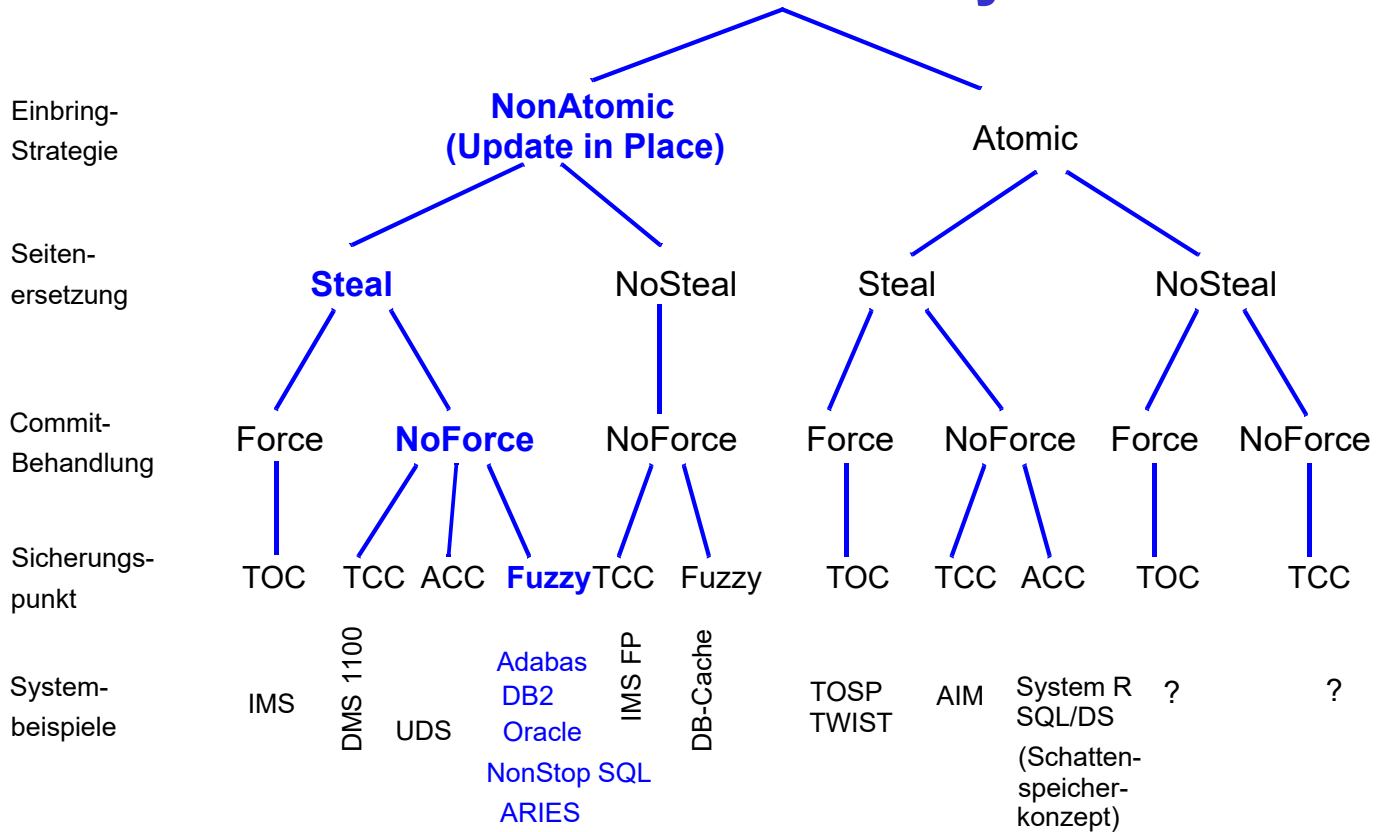 Einbring-
Strategie
NonAtomic
(Update in Place)
Atomic
Seiten-
ersetzung
Steal
NoSteal
Steal
NoSteal
Commit-
Behandlung
Force
NoForce
NoForce
Force
NoForce
Force
NoForce
Sicherungs-
punkt
TOC
TCC
ACC
Fuzzy
TCC
Fuzzy
TOC
TCC
ACC
TOC
TCC
System-
beispiele
IMS
DMS 1100
UDS
Adabas
DB2
Oracle
NonStop SQL
ARIES
IMS FP
DB-Cache
TOSP
TWIST
AIM
System R
SQL/DS
(Schatten-
speicher-
konzept)
?
?